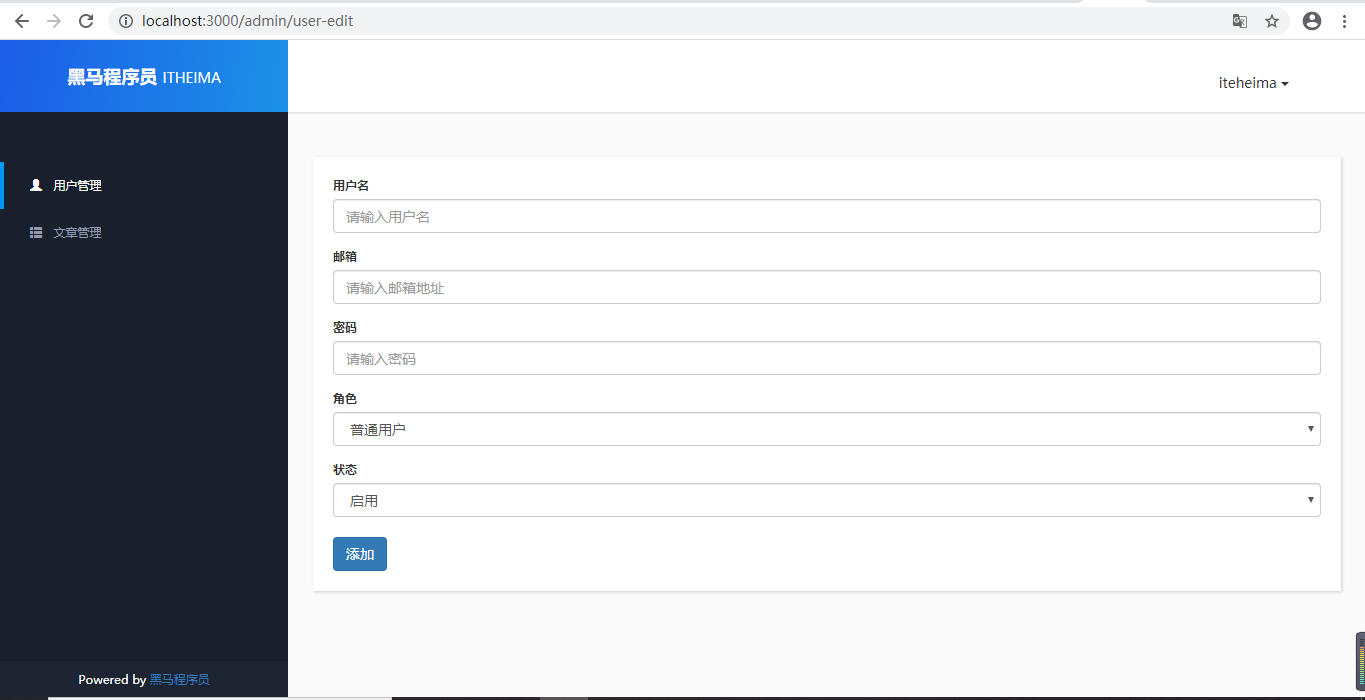 localhost:3000/admin/user-edit
黑马程序员 ITHEIMA
iteheima
用户管理
文章管理
用户名
请输入用户名
邮箱
请输入邮箱地址
密码
请输入密码
角色
普通用户
状态
启用
添加
Powered by 黑马程序员